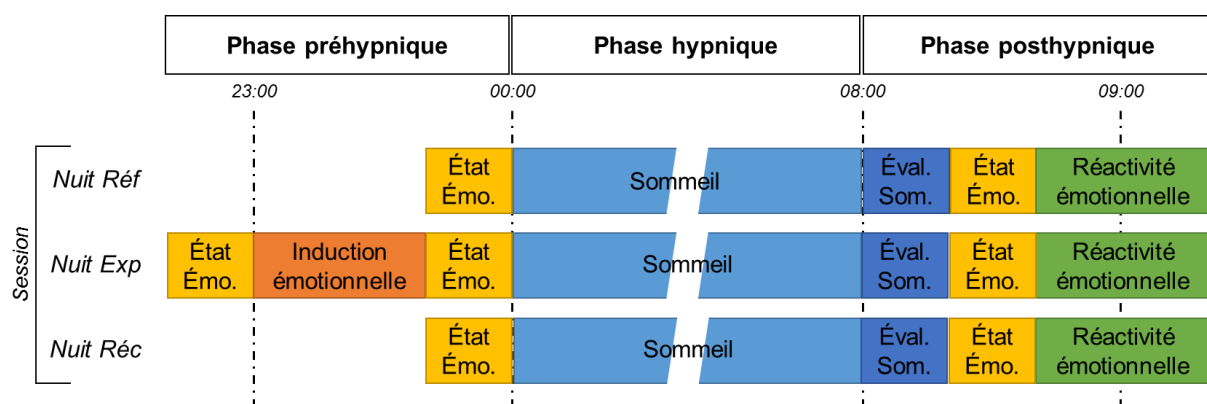 Phase préhypnique
Phase hypnique
Phase posthypnique
23:00
00:00
08:00
09:00
Session
Nuit Réf
État
Émo.
Sommeil
Éval.
Som.
État
Émo.
Réactivité
émotionnelle
Nuit Exp
État
Émo.
Induction
émotionnelle
État
Émo.
Sommeil
Éval.
Som.
État
Émo.
Réactivité
émotionnelle
Nuit Réc
État
Émo.
Sommeil
Éval.
Som.
État
Émo.
Réactivité
émotionnelle